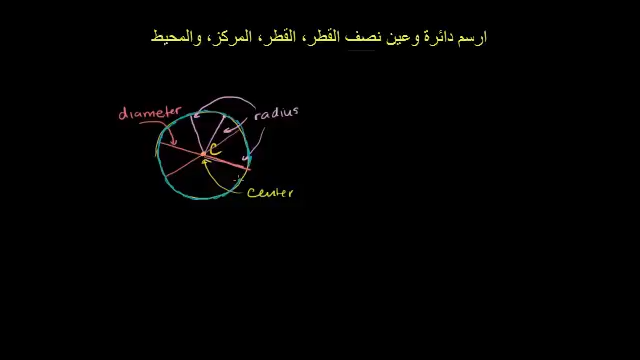 ارسم دائرة وعين نصف القطر، القطر، المركز، والمحيط
diameter
radius
C
center